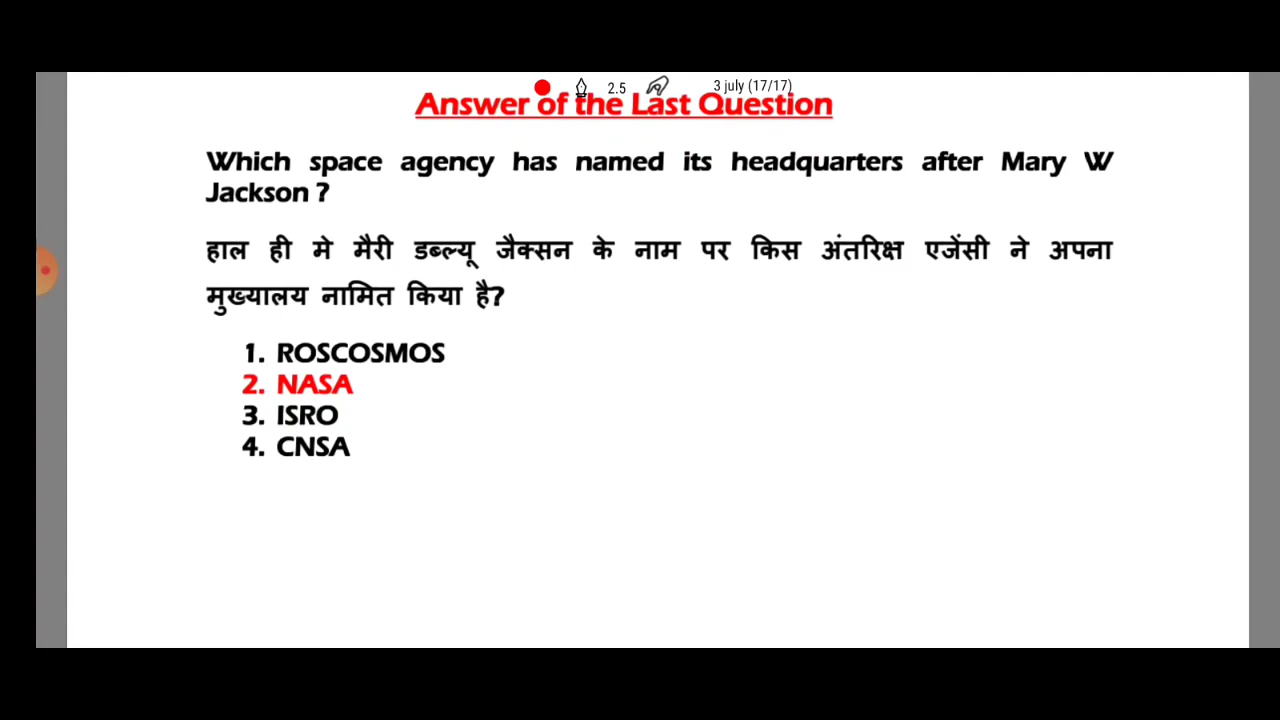 2.5 3 july (17/17)
Answer of the Last Question
Which space agency has named its headquarters after Mary W
Jackson ?
हाल ही मे मैरी डब्ल्यू जैक्सन के नाम पर किस अंतरिक्ष एजेंसी ने अपना
मुख्यालय नामित किया है?
1. ROSCOSMOS
2. NASA
3. ISRO
4. CNSA